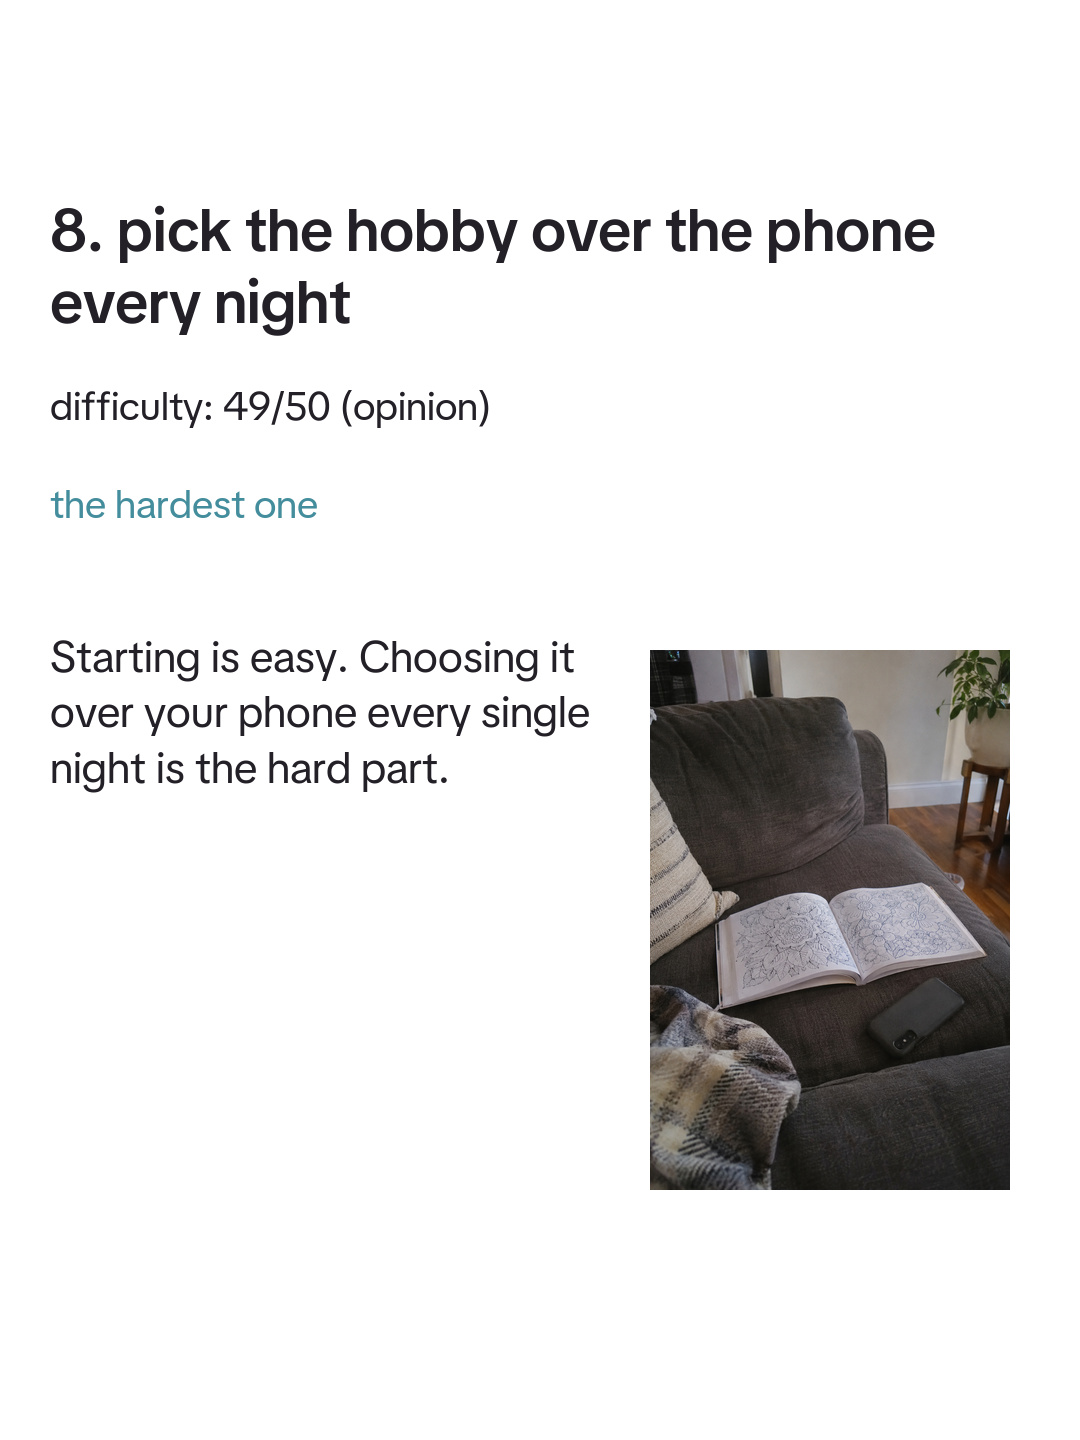 8. pick the hobby over the phone
every night
difficulty: 49/50 (opinion)
the hardest one
Starting is easy. Choosing it
over your phone every single
night is the hard part.